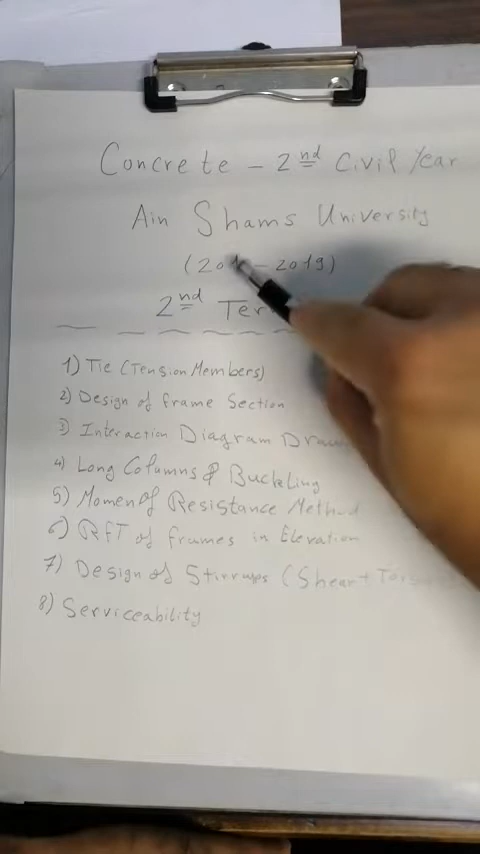 Concrete - 2nd Civil Year
Ain Shams University
2019)
2nd
1) Tie (Tension Members)
2) Design of frame Section
3) Interaction Diagram
4) Long Columns & Buckling
5) Momen of Resistance Method
6) RFT of frames in Elevation
7) Design of Stirrups (Shear +
8) Serviceability